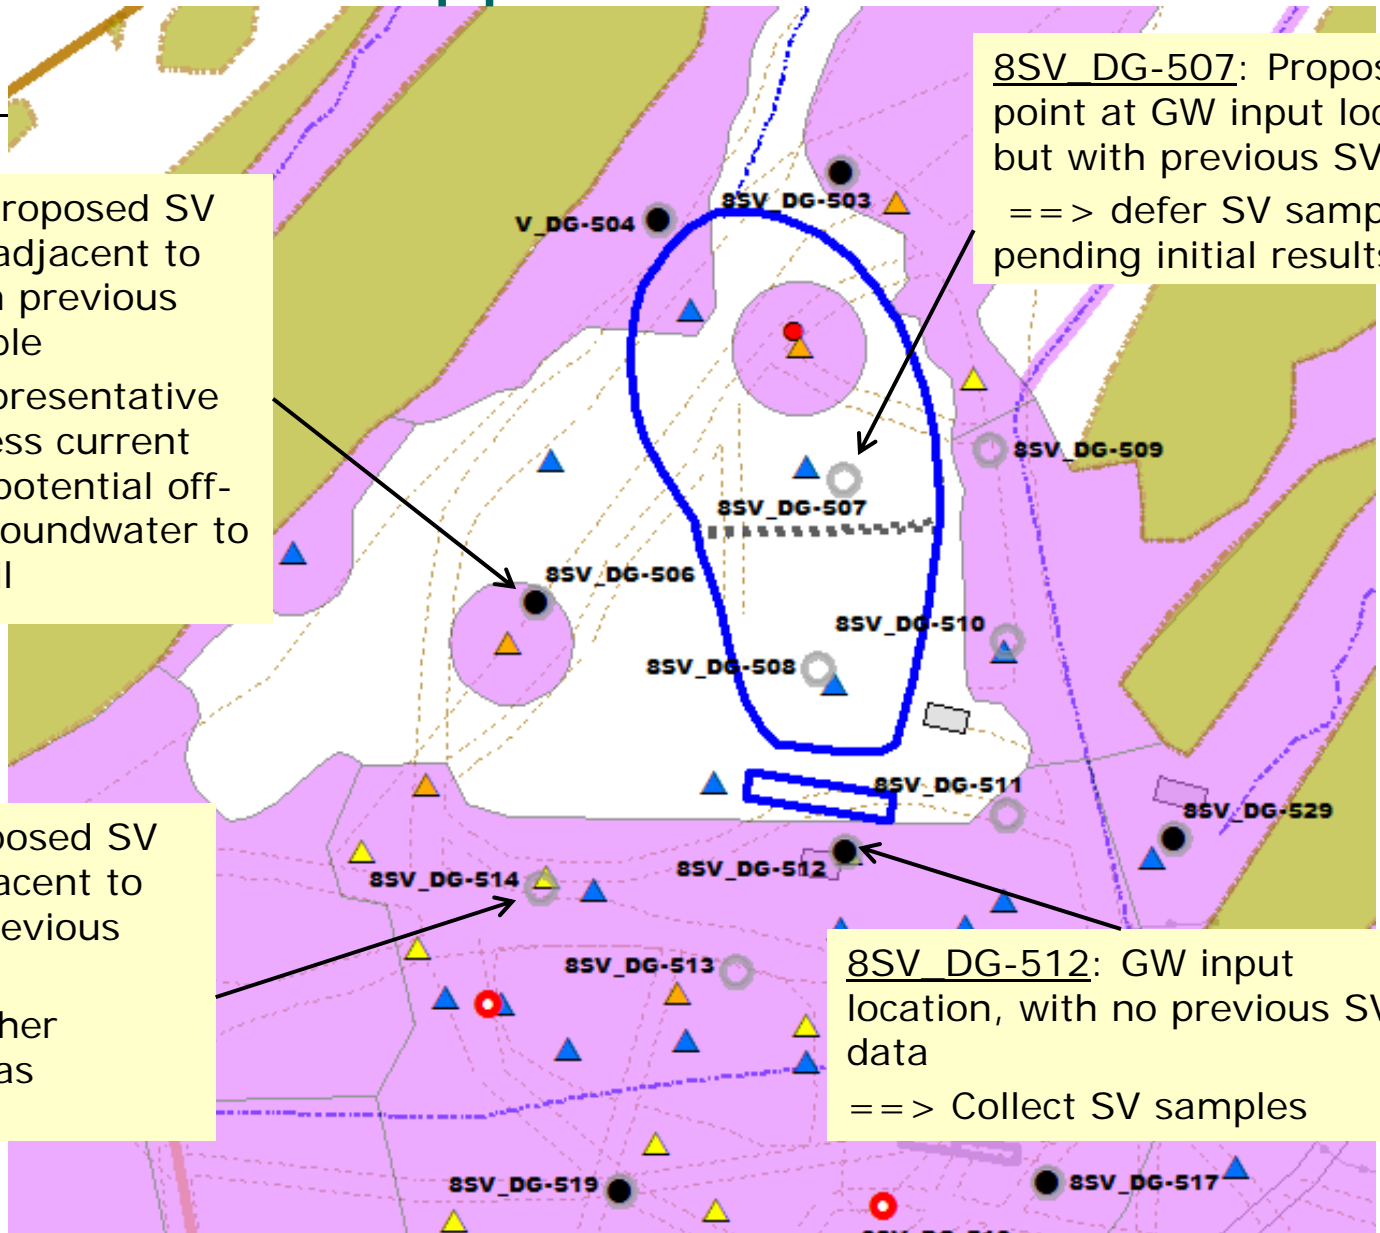 8SV_DG-507: Propos
point at GW input loc
but with previous SV
==> defer SV samp
pending initial results
roposed SV
adjacent to
n previous
ple
presentative
ess current
potential off-
oundwater to
il
posed SV
acent to
evious
her
as
8SV_DG-512: GW input
location, with no previous SV
data
==> Collect SV samples
8SV_DG-503
V_DG-504
8SV_DG-509
8SV_DG-507
8SV_DG-506
8SV_DG-510
8SV_DG-508
8SV_DG-511
8SV_DG-529
8SV_DG-512
8SV_DG-514
8SV_DG-513
8SV_DG-519
8SV_DG-517